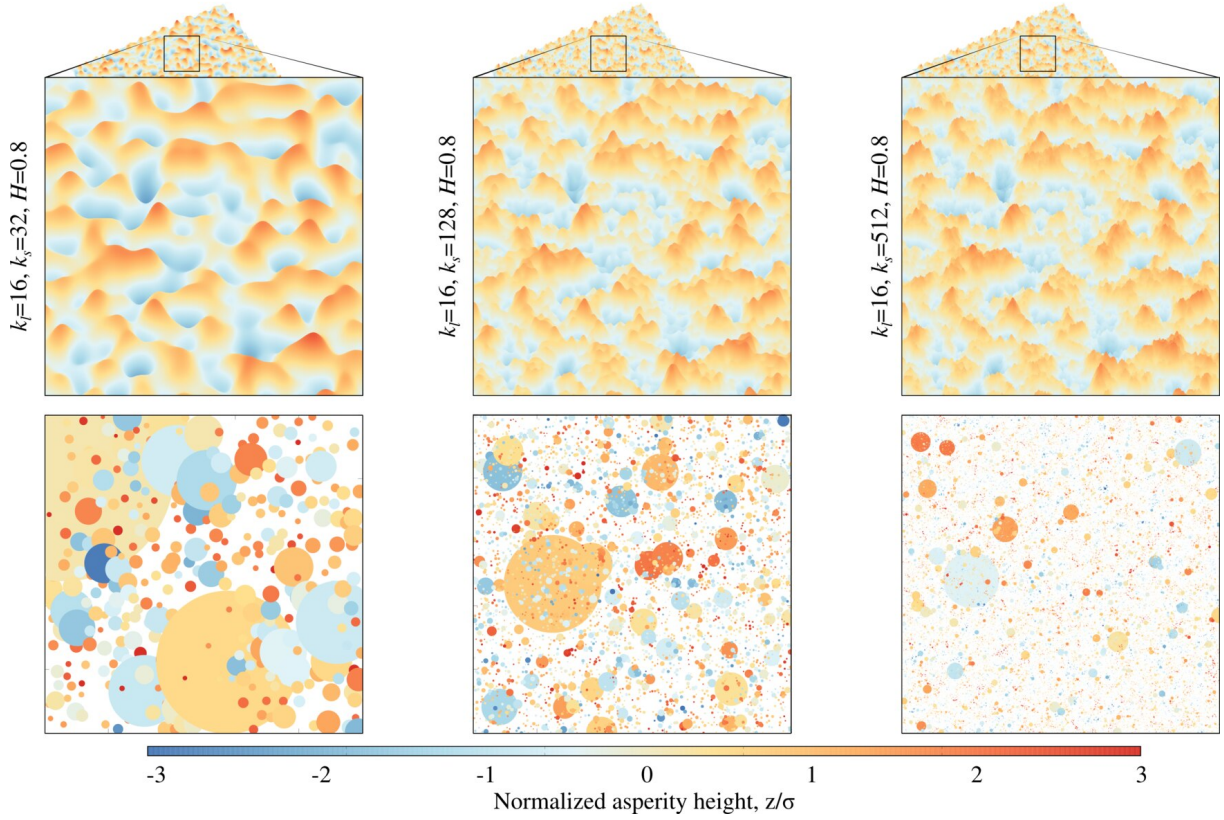 k_l=16, k_s=32, H=0.8
k_l=16, k_s=128, H=0.8
k_l=16, k_s=512, H=0.8
-3 -2 -1 0 1 2 3
Normalized asperity height, z/σ